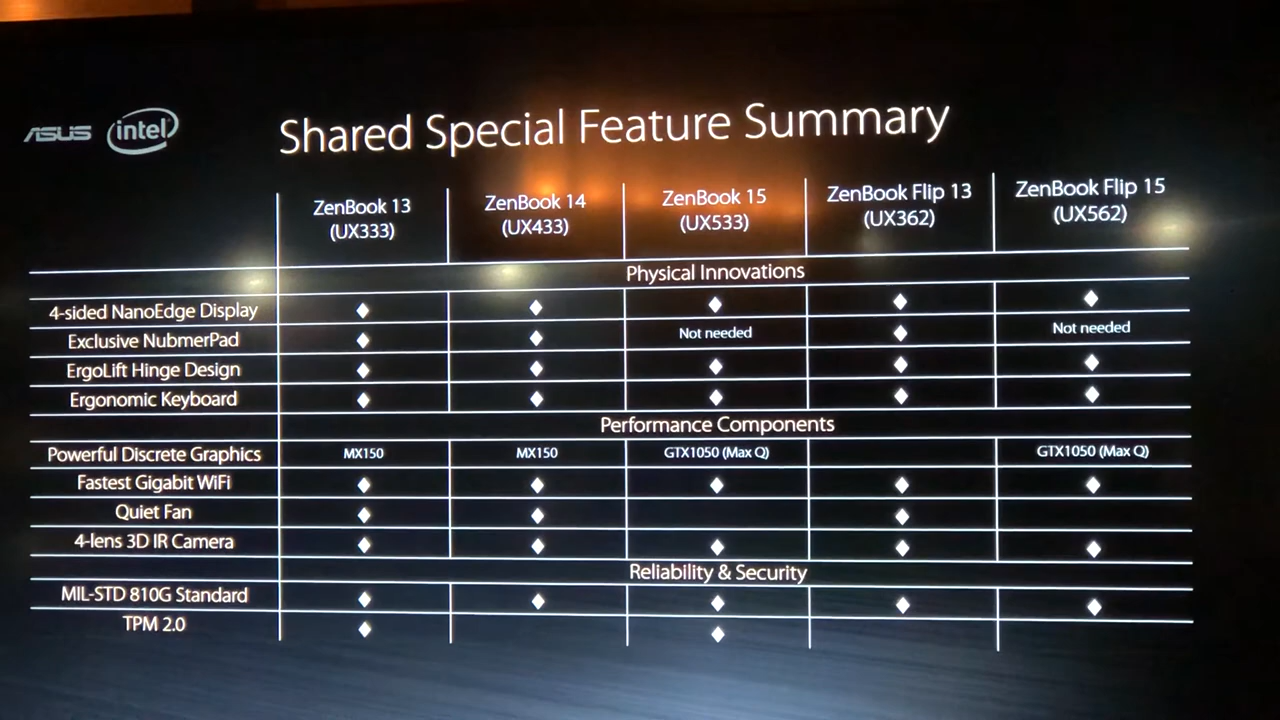 ASUS intel Shared Special Feature Summary
ZenBook 13 ZenBook 14 ZenBook 15 ZenBook Flip 13 ZenBook Flip 15
(UX333) (UX433) (UX533) (UX362) (UX562)
Physical Innovations
4-sided NanoEdge Display ♦ ♦ ♦ ♦ ♦
Exclusive NubmerPad ♦ ♦ Not needed ♦ Not needed
ErgoLift Hinge Design ♦ ♦ ♦ ♦ ♦
Ergonomic Keyboard ♦ ♦ ♦ ♦ ♦
Performance Components
Powerful Discrete Graphics MX150 MX150 GTX1050 (Max Q) GTX1050 (Max Q)
Fastest Gigabit WiFi ♦ ♦ ♦ ♦ ♦
Quiet Fan ♦ ♦ ♦
4-lens 3D IR Camera ♦ ♦ ♦ ♦ ♦
Reliability & Security
MIL-STD 810G Standard ♦ ♦ ♦ ♦ ♦
TPM 2.0 ♦ ♦